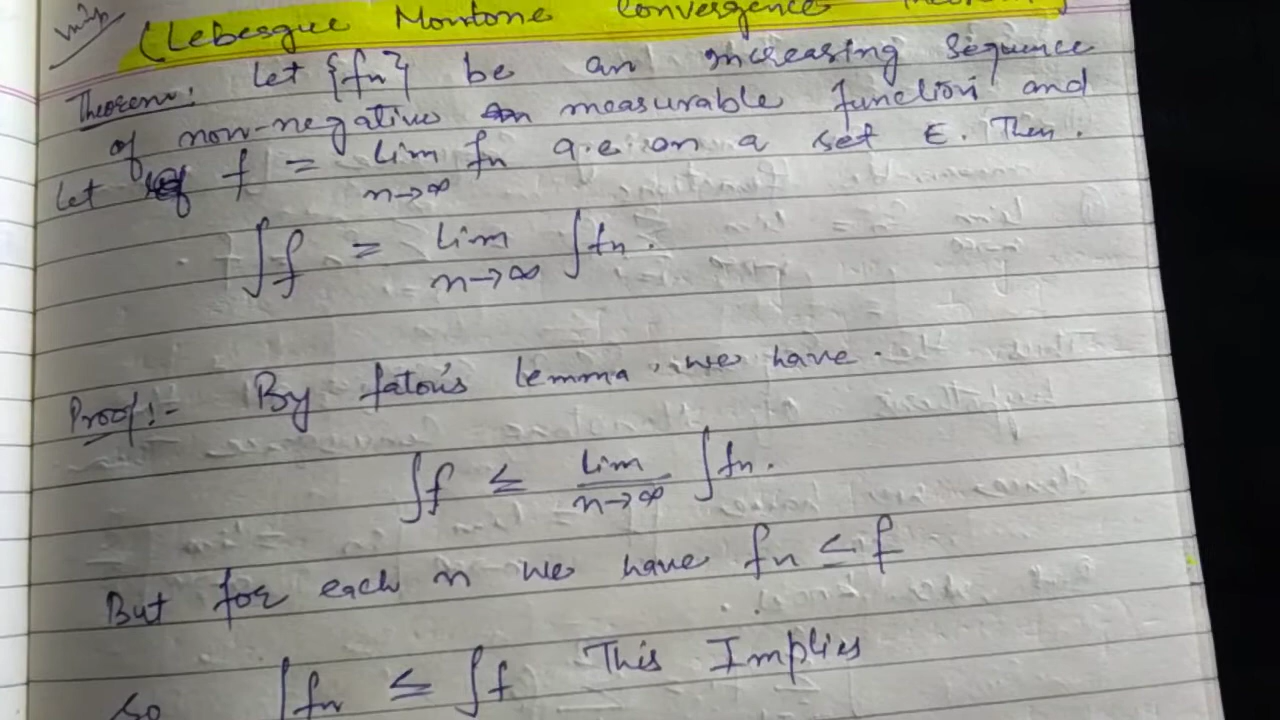 (Lebesgue Montone Convergence
Theorem: Let {fn} be an increasing Sequence
of non-negative measurable function and
Let f = lim n→∞ fn a.e on a set E. Then.
∫f = lim n→∞ ∫fn.
Proof:- By fatou's lemma, we have.
∫f ≤ lim n→∞ ∫fn.
But for each n we have fn ≤ f
So ∫fn ≤ ∫f This Implies